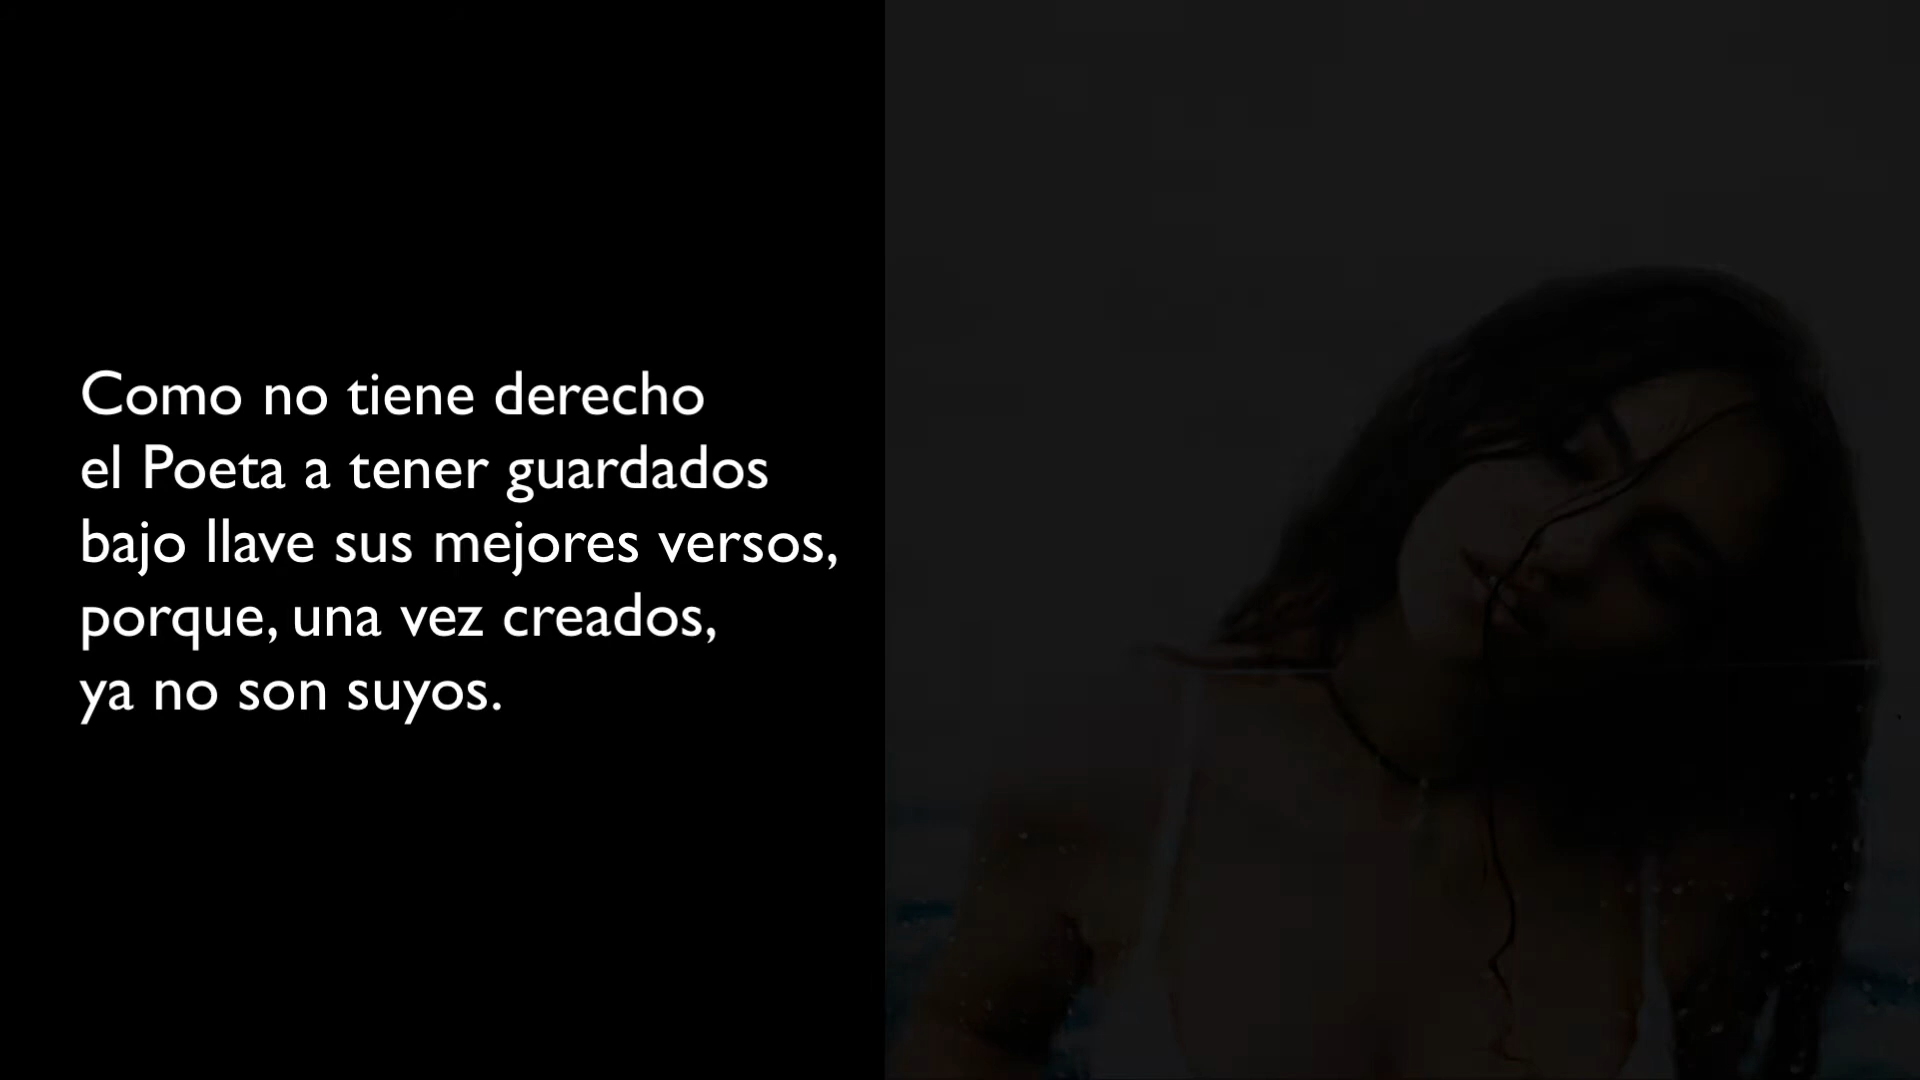 Como no tiene derecho
el Poeta a tener guardados
bajo llave sus mejores versos,
porque, una vez creados,
ya no son suyos.